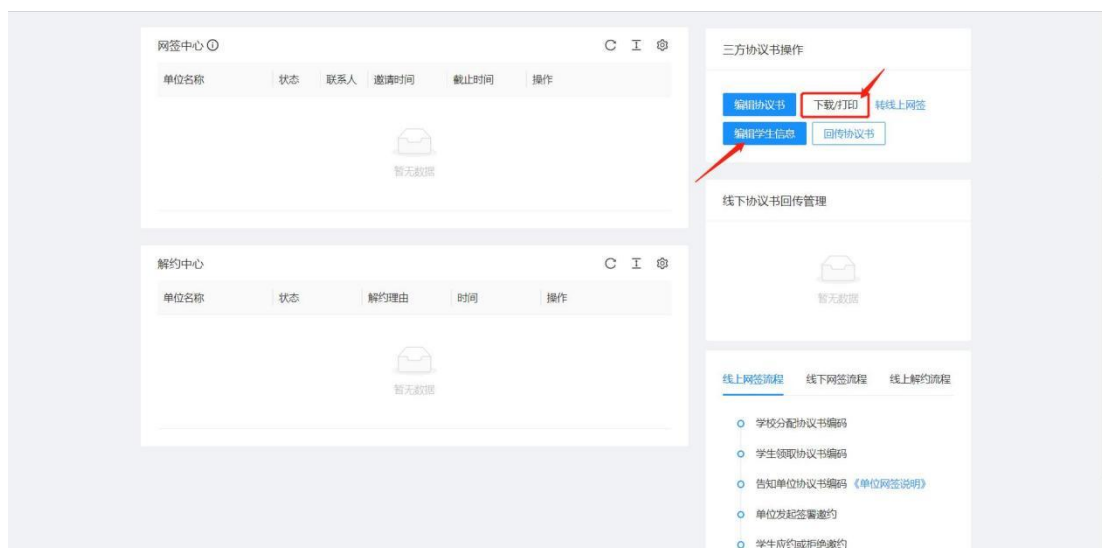 网签中心
单位名称 状态 联系人 邀请时间 截止时间 操作
暂无数据
解约中心
单位名称 状态 解约理由 时间 操作
暂无数据
三方协议书操作
编辑协议书 下载/打印 转线上网签
编辑学生信息 回传协议书
线下协议书回传管理
暂无数据
线上网签流程 线下网签流程 线上解约流程
学校分配协议书编码
学生领取协议书编码
告知单位协议书编码《单位网签说明》
单位发起签署邀约
学生应约或拒绝邀约